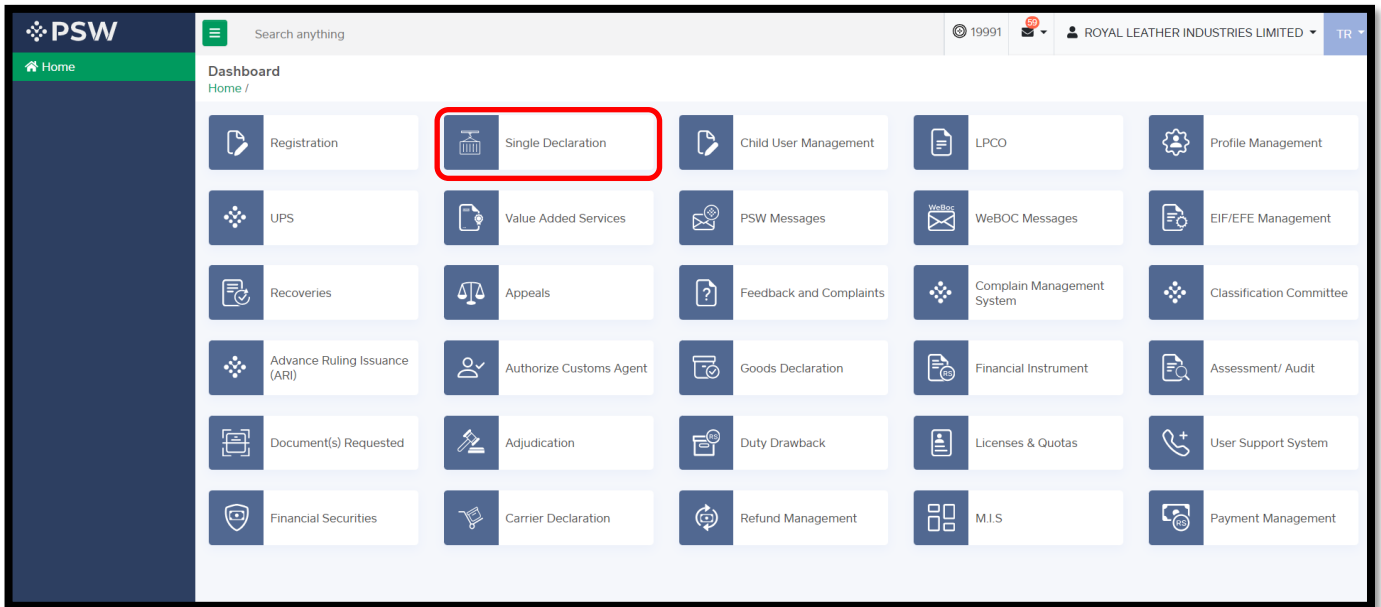 PSW
Search anything
19991
59
ROYAL LEATHER INDUSTRIES LIMITED
TR
Home
Dashboard
Home /
Registration
Single Declaration
Child User Management
LPCO
Profile Management
UPS
Value Added Services
PSW Messages
WeBOC
WeBOC Messages
EIF/EFE Management
Recoveries
Appeals
?
Feedback and Complaints
Complain Management
System
Classification Committee
Advance Ruling Issuance
(ARI)
Authorize Customs Agent
Goods Declaration
RS
Financial Instrument
Assessment/ Audit
Document(s) Requested
Adjudication
RS
Duty Drawback
Licenses & Quotas
User Support System
Financial Securities
Carrier Declaration
Refund Management
M.I.S
RS
Payment Management